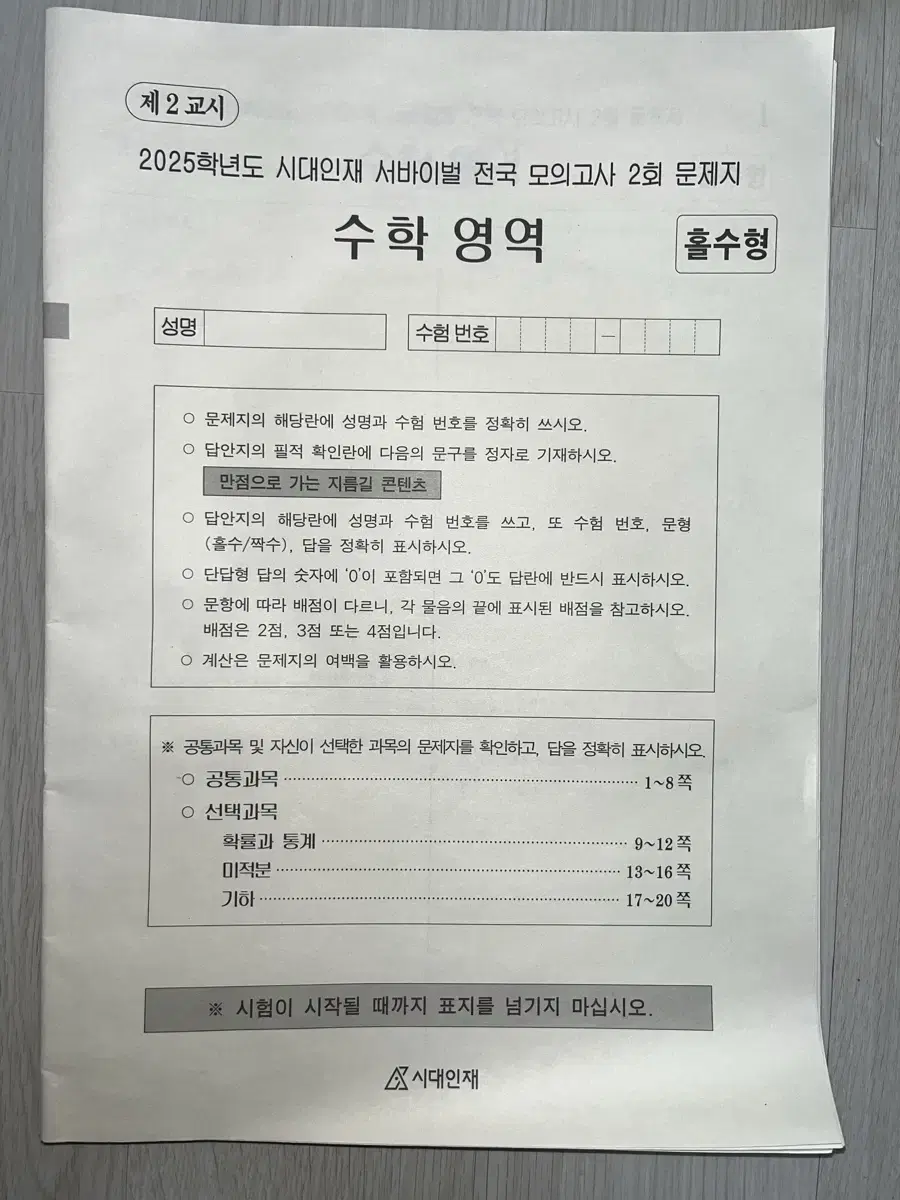 제 2 교시
2025학년도 시대인재 서바이벌 전국 모의고사 2회 문제지
수학 영역
홀수형
성명
수험 번호
—
○ 문제지의 해당란에 성명과 수험 번호를 정확히 쓰시오.
○ 답안지의 필적 확인란에 다음의 문구를 정자로 기재하시오.
만점으로 가는 지름길 콘텐츠
○ 답안지의 해당란에 성명과 수험 번호를 쓰고, 또 수험 번호, 문형
(홀수/짝수), 답을 정확히 표시하시오.
○ 단답형 답의 숫자에 ‘0’이 포함되면 그 ‘0’도 답란에 반드시 표시하시오.
○ 문항에 따라 배점이 다르니, 각 물음의 끝에 표시된 배점을 참고하시오.
배점은 2점, 3점 또는 4점입니다.
○ 계산은 문제지의 여백을 활용하시오.
※ 공통과목 및 자신이 선택한 과목의 문제지를 확인하고, 답을 정확히 표시하시오.
○ 공통과목 1~8쪽
○ 선택과목
확률과 통계 9~12쪽
미적분 13~16쪽
기하 17~20쪽
※ 시험이 시작될 때까지 표지를 넘기지 마십시오.
시대인재